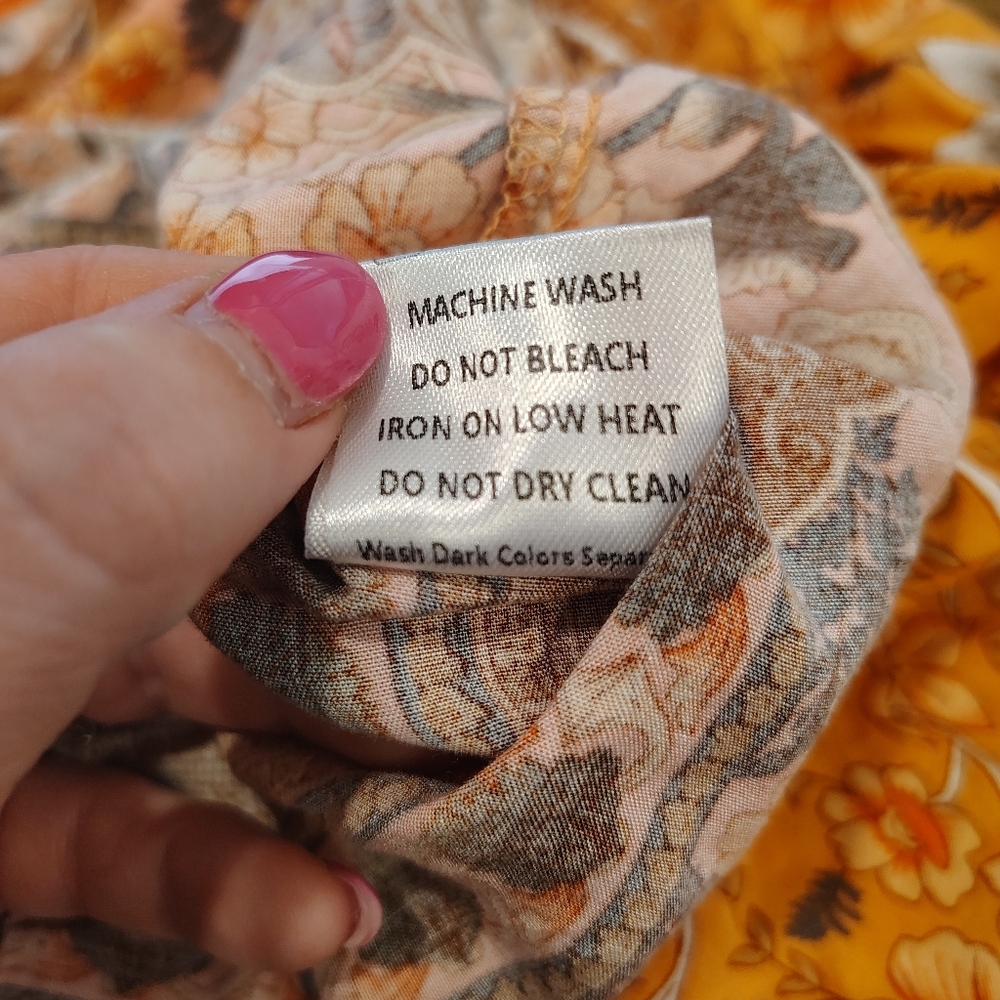 MACHINE WASH
DO NOT BLEACH
IRON ON LOW HEAT
DO NOT DRY CLEAN
Wash Dark Colors